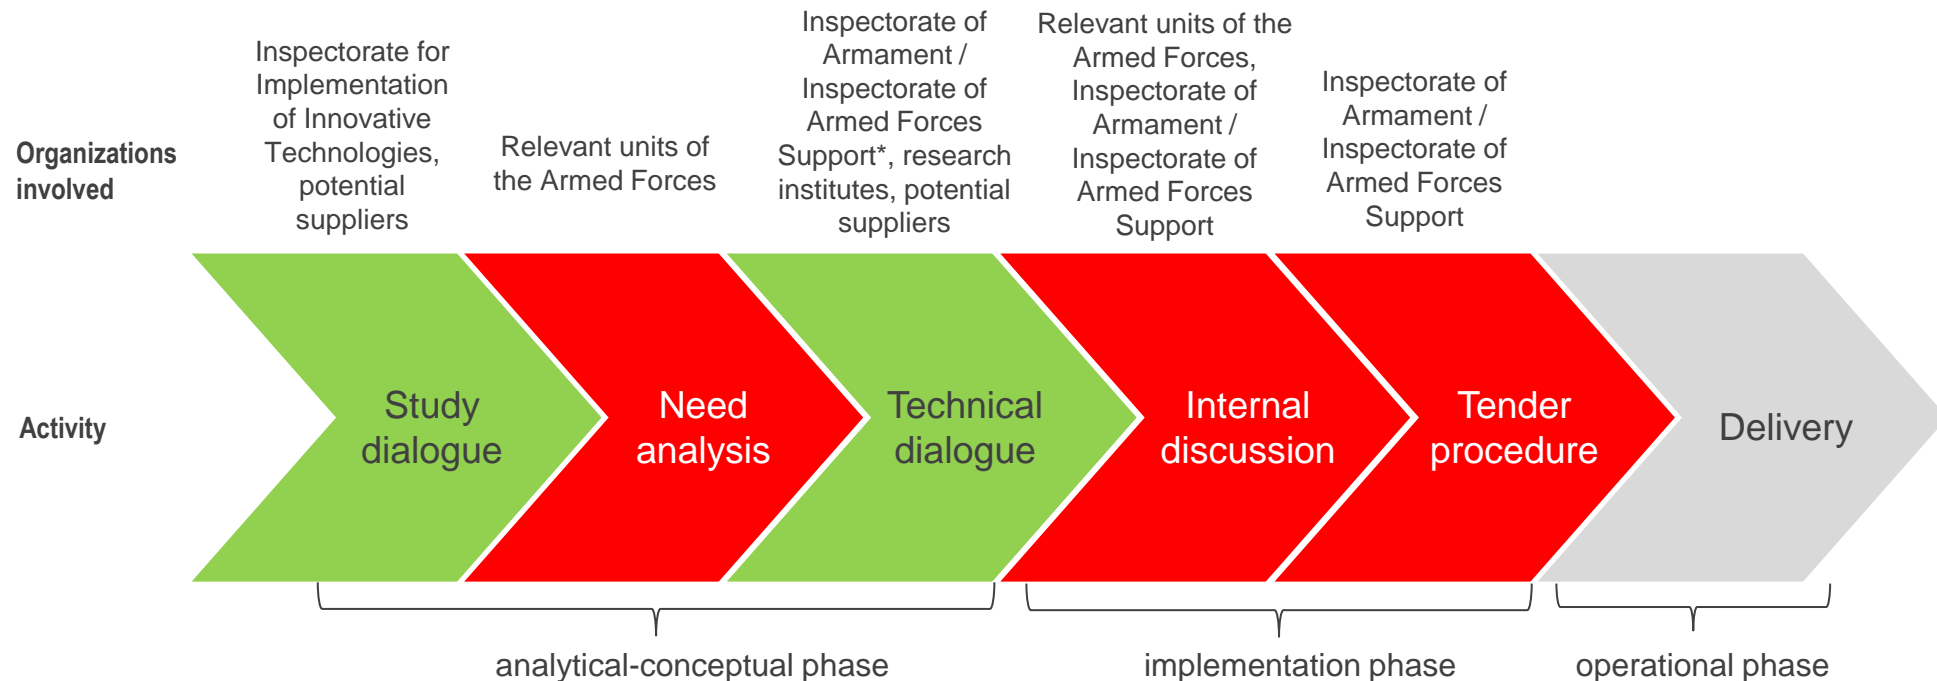 Organizations
involved
Inspectorate for
Implementation
of Innovative
Technologies,
potential
suppliers
Relevant units of
the Armed Forces
Inspectorate of
Armament /
Inspectorate of
Armed Forces
Support*, research
institutes, potential
suppliers
Relevant units of the
Armed Forces,
Inspectorate of
Armament /
Inspectorate of
Armed Forces
Support
Inspectorate of
Armament /
Inspectorate of
Armed Forces
Support
Activity
Study
dialogue
Need
analysis
Technical
dialogue
Internal
discussion
Tender
procedure
Delivery
analytical-conceptual phase
implementation phase
operational phase